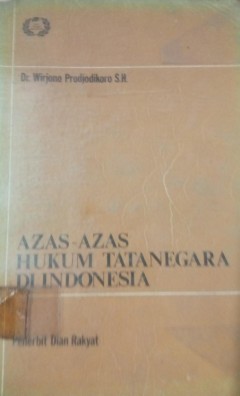 Dr. Wirjono Prodjodikoro S.H.
AZAS-AZAS
HUKUM TATANEGARA
DI INDONESIA
Penerbit Dian Rakyat